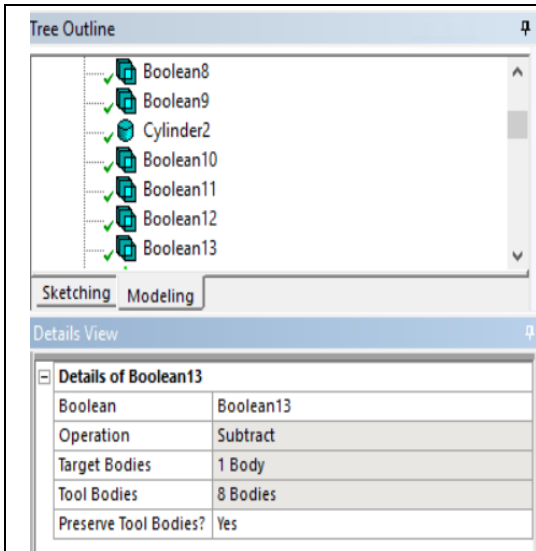 Tree Outline
Boolean8
Boolean9
Cylinder2
Boolean10
Boolean11
Boolean12
Boolean13
Sketching Modeling
Details View
Details of Boolean13
Boolean Boolean13
Operation Subtract
Target Bodies 1 Body
Tool Bodies 8 Bodies
Preserve Tool Bodies? Yes